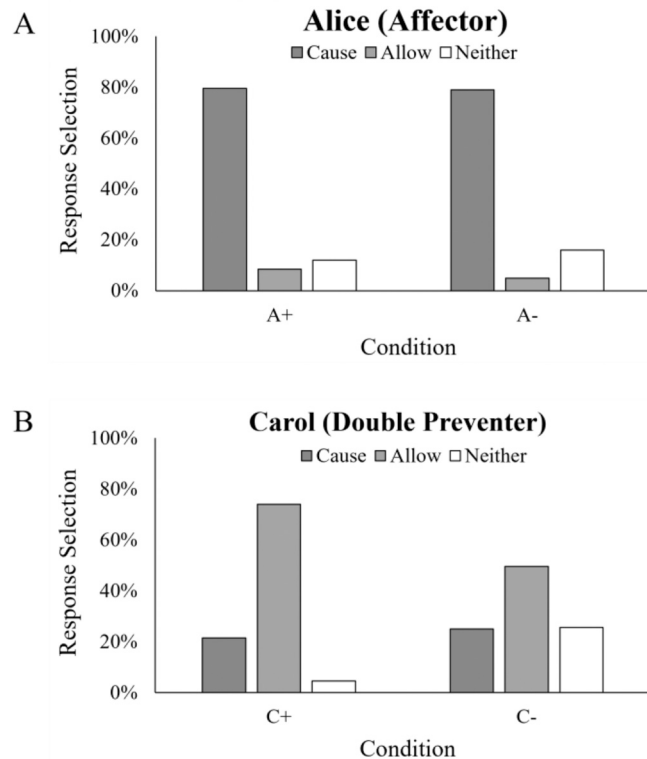 A
Alice (Affector)
Cause Allow Neither
100%
80%
60%
40%
20%
0%
Response Selection
A+ A-
Condition
B
Carol (Double Preventer)
Cause Allow Neither
100%
80%
60%
40%
20%
0%
Response Selection
C+ C-
Condition